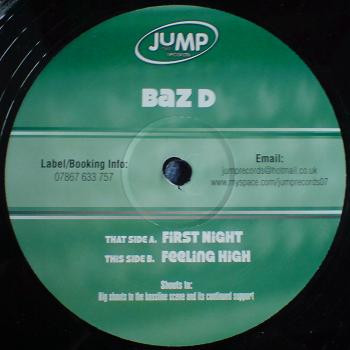 JUMP
records
BAZ D
Label/Booking Info:
07867 633 757
Email:
jumprecords@hotmail.co.uk
www.myspace.com/jumprecords07
THAT SIDE A. FIRST NIGHT
THIS SIDE B. FEELING HIGH
Shouts to:
Big shouts to the bassline scene and its continued support